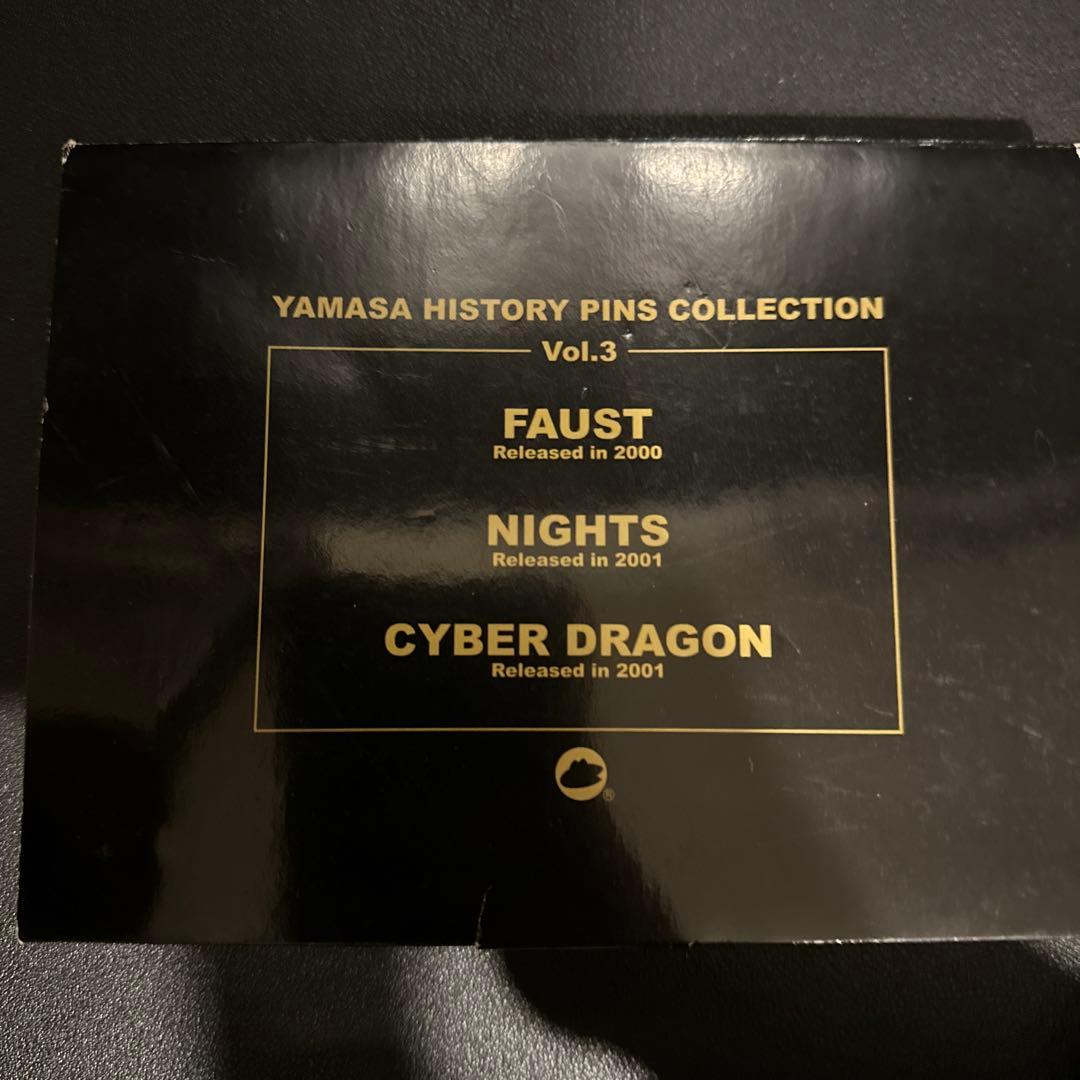 YAMASA HISTORY PINS COLLECTION
Vol.3
FAUST
Released in 2000
NIGHTS
Released in 2001
CYBER DRAGON
Released in 2001
®